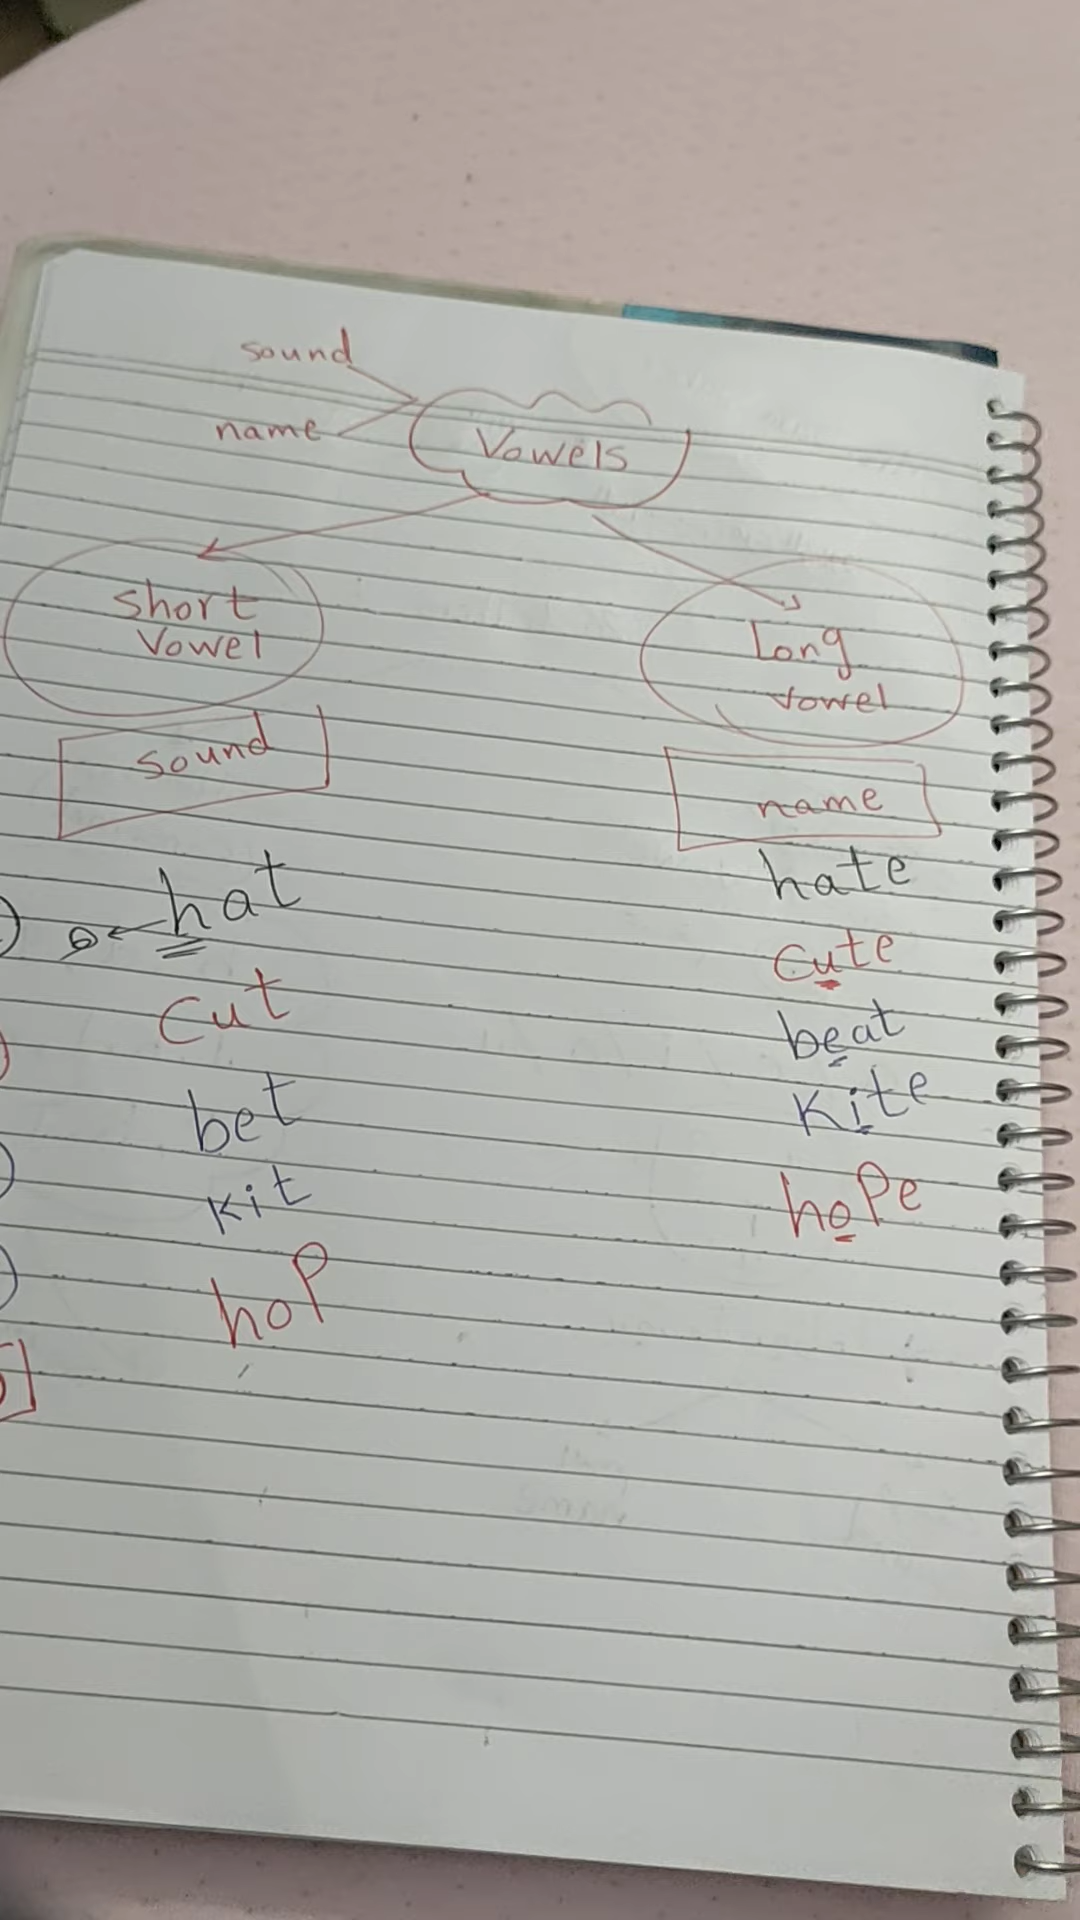 sound
name
Vowels
short
vowel
Long
vowel
sound
name
hat
hate
cut
cute
bet
beat
kit
kite
hop
hope